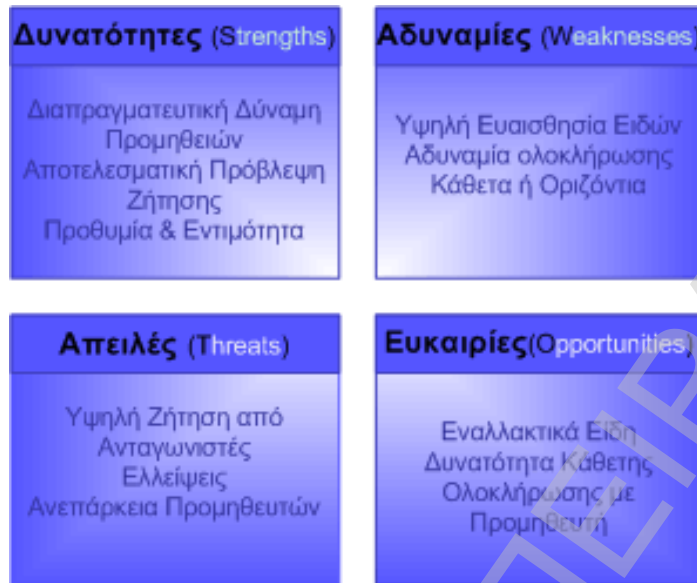 Δυνατότητες (Strengths)
Διαπραγματευτική Δύναμη
Προμηθειών
Αποτελεσματική Πρόβλεψη
Ζήτησης
Προθυμία & Εντιμότητα
Αδυναμίες (Weaknesses)
Υψηλή Ευαισθησία Ειδών
Αδυναμία ολοκλήρωσης
Κάθετα ή Οριζόντια
Απειλές (Threats)
Υψηλή Ζήτηση από
Ανταγωνιστές
Ελλείψεις
Ανεπάρκεια Προμηθευτών
Ευκαιρίες(Opportunities)
Εναλλακτικά Είδη
Δυνατότητα Κάθετης
Ολοκλήρωσης με
Προμηθευτή